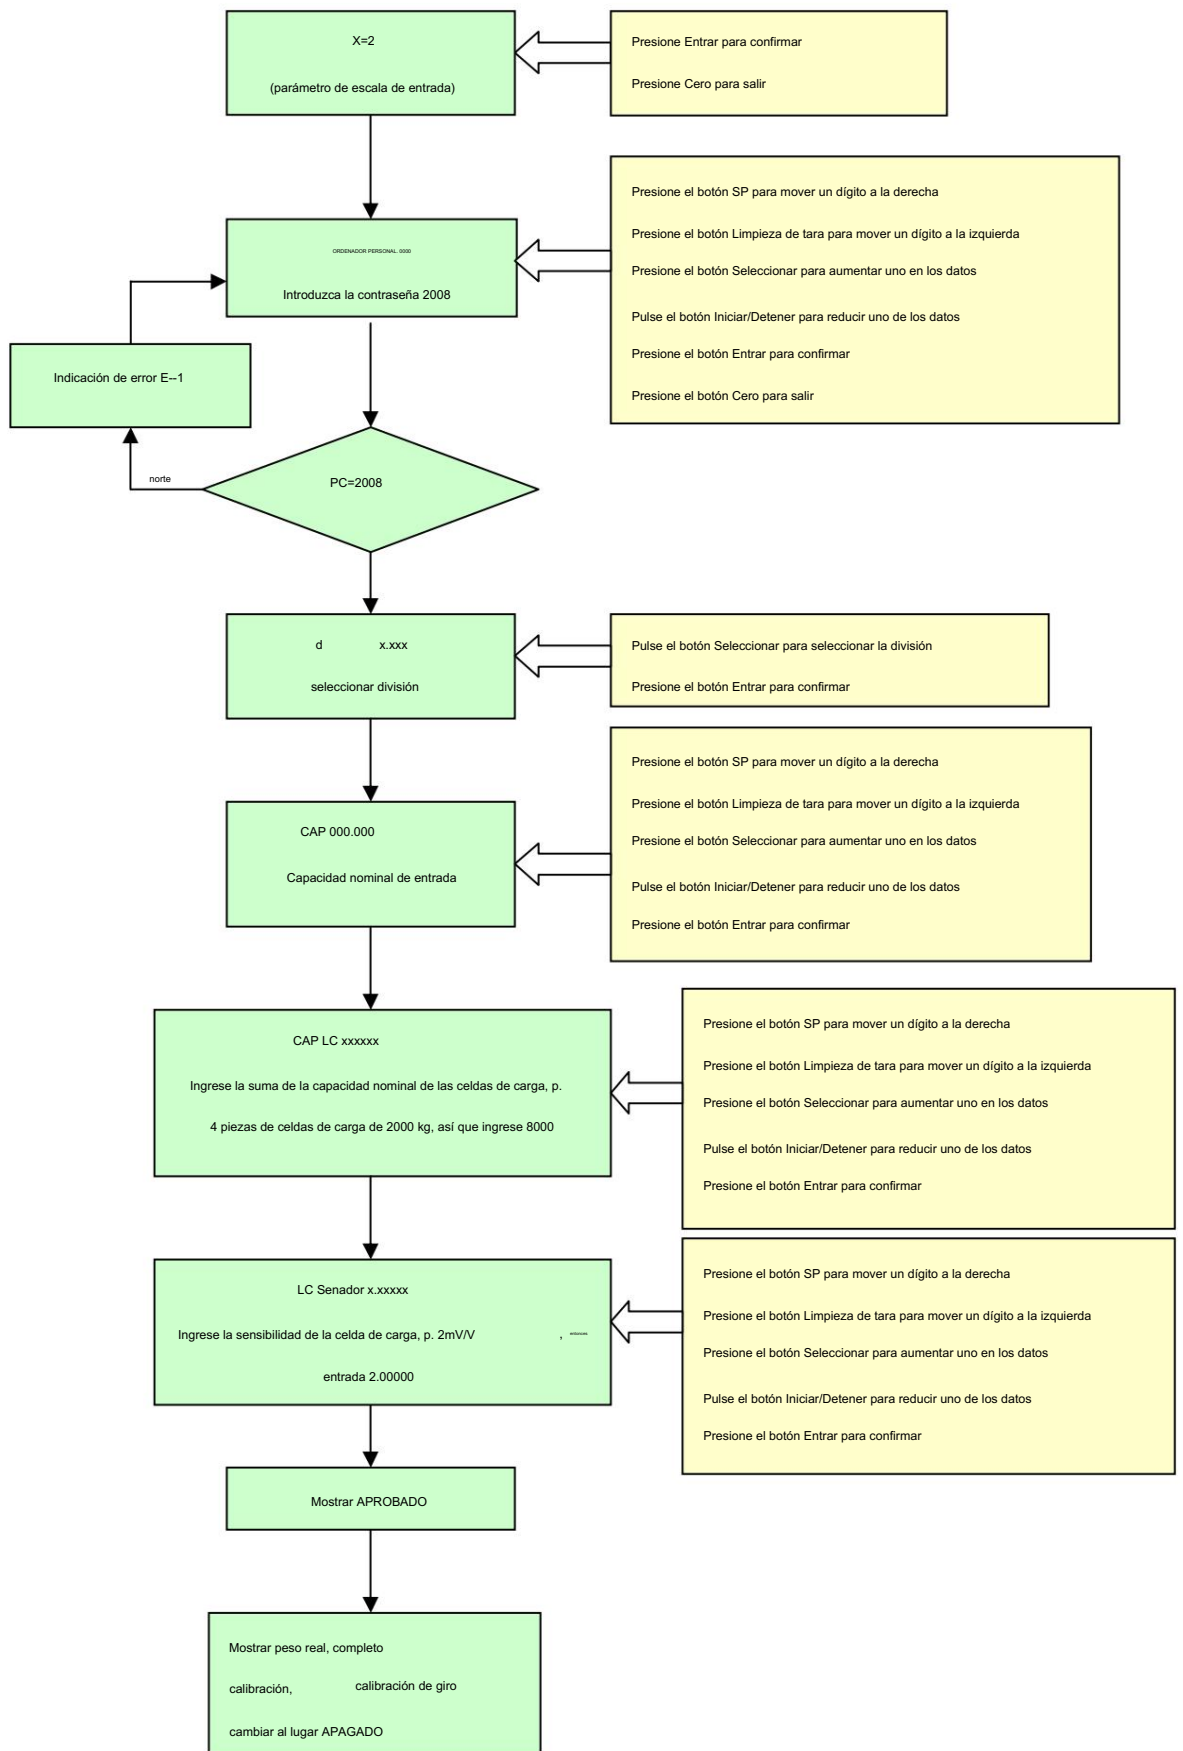 X=2
(parámetro de escala de entrada)
Presione Entrar para confirmar
Presione Cero para salir
ORDENADOR PERSONAL. 0000
Introduzca la contraseña 2008
Presione el botón SP para mover un dígito a la derecha
Presione el botón Limpieza de tara para mover un dígito a la izquierda
Presione el botón Seleccionar para aumentar uno en los datos
Pulse el botón Iniciar/Detener para reducir uno de los datos
Presione el botón Entrar para confirmar
Presione el botón Cero para salir
Indicación de error E--1
norte
PC=2008
d x.xxx
seleccionar división
Pulse el botón Seleccionar para seleccionar la división
Presione el botón Entrar para confirmar
CAP 000.000
Capacidad nominal de entrada
Presione el botón SP para mover un dígito a la derecha
Presione el botón Limpieza de tara para mover un dígito a la izquierda
Presione el botón Seleccionar para aumentar uno en los datos
Pulse el botón Iniciar/Detener para reducir uno de los datos
Presione el botón Entrar para confirmar
CAP LC xxxxxx
Ingrese la suma de la capacidad nominal de las celdas de carga, p.
4 piezas de celdas de carga de 2000 kg, así que ingrese 8000
Presione el botón SP para mover un dígito a la derecha
Presione el botón Limpieza de tara para mover un dígito a la izquierda
Presione el botón Seleccionar para aumentar uno en los datos
Pulse el botón Iniciar/Detener para reducir uno de los datos
Presione el botón Entrar para confirmar
LC Senador x.xxxxx
Ingrese la sensibilidad de la celda de carga, p. 2mV/V , entonces
entrada 2.00000
Presione el botón SP para mover un dígito a la derecha
Presione el botón Limpieza de tara para mover un dígito a la izquierda
Presione el botón Seleccionar para aumentar uno en los datos
Pulse el botón Iniciar/Detener para reducir uno de los datos
Presione el botón Entrar para confirmar
Mostrar APROBADO
Mostrar peso real, completo
calibración, calibración de giro
cambiar al lugar APAGADO